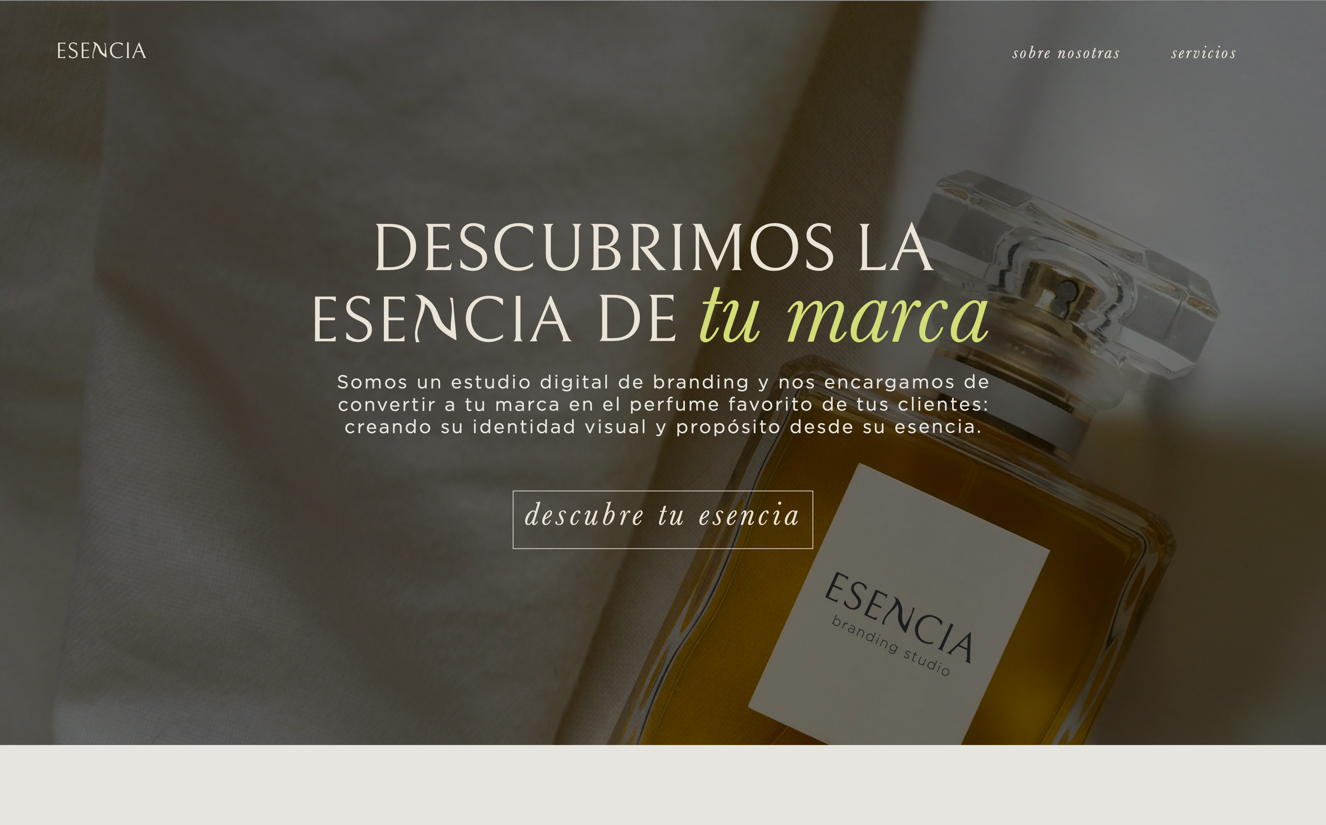 ESENCIA
sobre nosotras
servicios
DESCUBRIMOS LA
ESENCIA DE tu marca
Somos un estudio digital de branding y nos encargamos de
convertir a tu marca en el perfume favorito de tus clientes:
creando su identidad visual y propósito desde su esencia.
descubre tu esencia
ESENCIA
branding studio